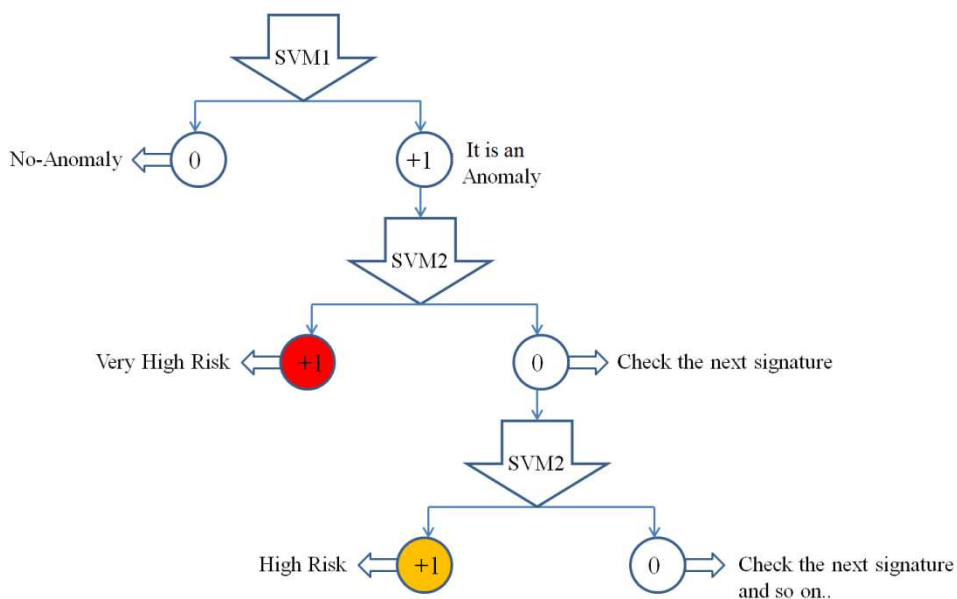 SVM1
No-Anomaly
0
+1
It is an
Anomaly
SVM2
Very High Risk
+1
0
Check the next signature
SVM2
High Risk
+1
0
Check the next signature
and so on..